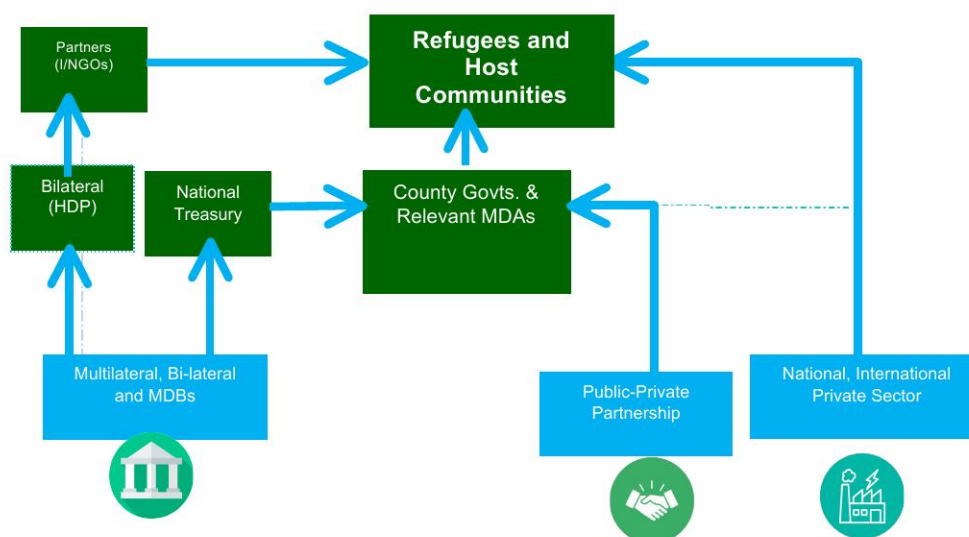 Partners
(I/NGOs)
Refugees and
Host
Communities
Bilateral
(HDP)
National
Treasury
County Govts. &
Relevant MDAs
Multilateral, Bi-lateral
and MDBs
Public-Private
Partnership
National, International
Private Sector